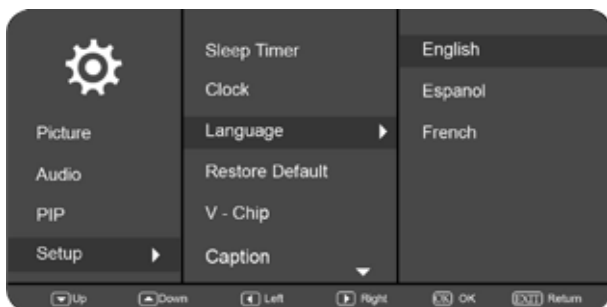 Picture
Audio
PIP
Setup
Sleep Timer
Clock
Language
Restore Default
V - Chip
Caption
English
Espanol
French
Up Down Left Right OK OK EXIT Return